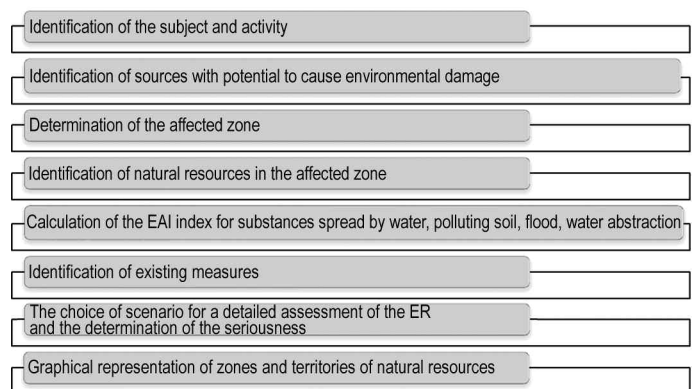 Identification of the subject and activity
Identification of sources with potential to cause environmental damage
Determination of the affected zone
Identification of natural resources in the affected zone
Calculation of the EAI index for substances spread by water, polluting soil, flood, water abstraction
Identification of existing measures
The choice of scenario for a detailed assessment of the ER
and the determination of the seriousness
Graphical representation of zones and territories of natural resources